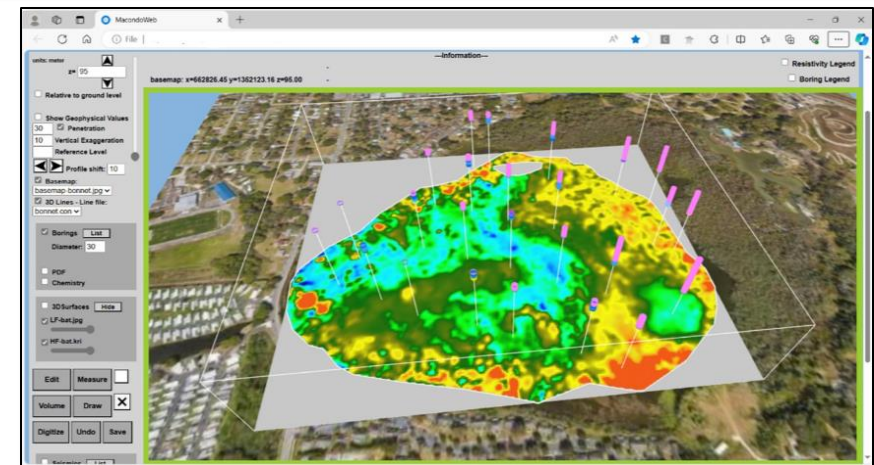 MacondoWeb
File
units: meter
z= 95
Relative to ground level
Show Geophysical Values
30 Penetration
10 Vertical Exaggeration
Reference Level
Profile shift: 10
Basemap:
basemap-bonnet.jpg
3D Lines - Line file:
bonnet.con
Borings List
Diameter: 30
PDF
Chemistry
3DSurfaces Hide
LF-bat.jpg
HF-bat.kri
Edit Measure
Volume Draw X
Digitize Undo Save
List
---Information---
basemap: x=662826.45 y=1362123.16 z=95.00
Resistivity Legend
Boring Legend